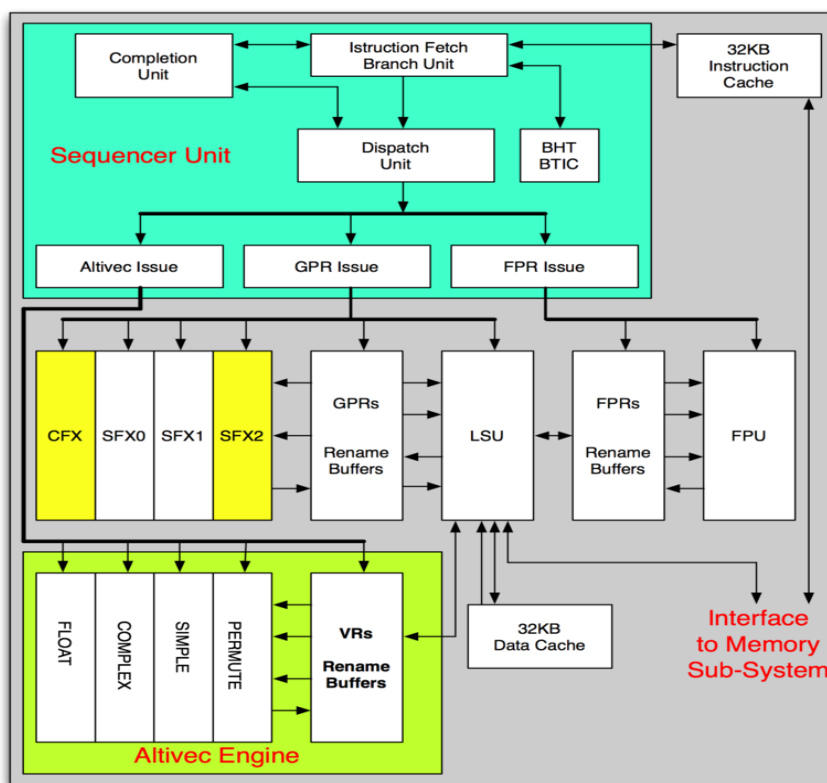 Completion
Unit
Istruction Fetch
Branch Unit
32KB
Instruction
Cache
Sequencer Unit
Dispatch
Unit
BHT
BTIC
Altivec Issue
GPR Issue
FPR Issue
CFX
SFX0
SFX1
SFX2
GPRs
Rename
Buffers
LSU
FPRs
Rename
Buffers
FPU
FLOAT
COMPLEX
SIMPLE
PERMUTE
VRs
Rename
Buffers
32KB
Data Cache
Interface
to Memory
Sub-System
Altivec Engine